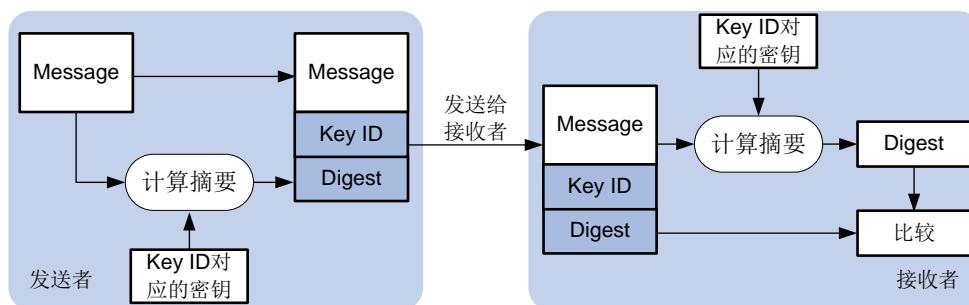 Message
Message
Key ID
Digest
计算摘要
Key ID对
应的密钥
发送者
发送给
接收者
Key ID对
应的密钥
Message
Key ID
Digest
计算摘要
Digest
比较
接收者